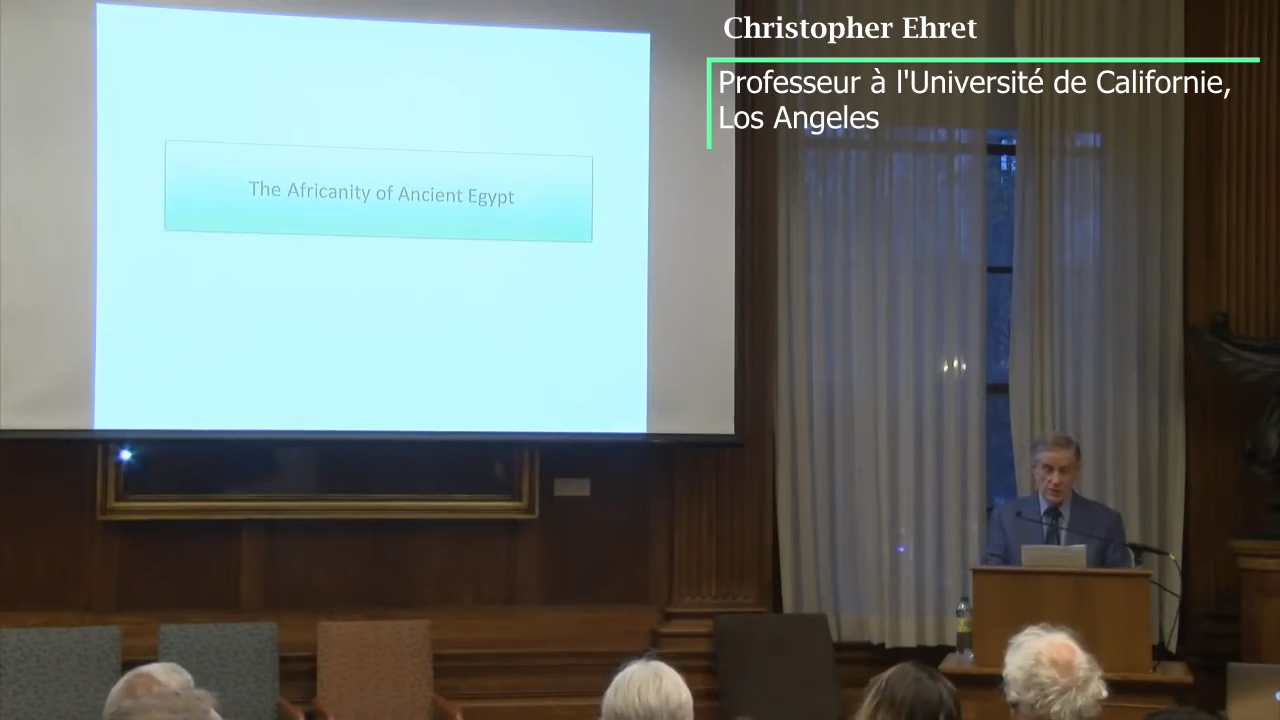 Christopher Ehret
Professeur à l'Université de Californie,
Los Angeles
The Africanity of Ancient Egypt